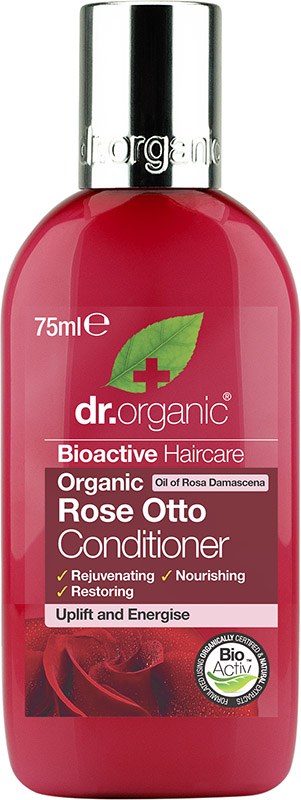 dr.organic
75ml℮
dr.organic®
Bioactive Haircare
Organic Oil of Rosa Damascena
Rose Otto
Conditioner
✓ Rejuvenating ✓ Nourishing
✓ Restoring
Uplift and Energise
FORMULATED USING ORGANICALLY CERTIFIED & NATURAL EXTRACTS
Bio
Activ™